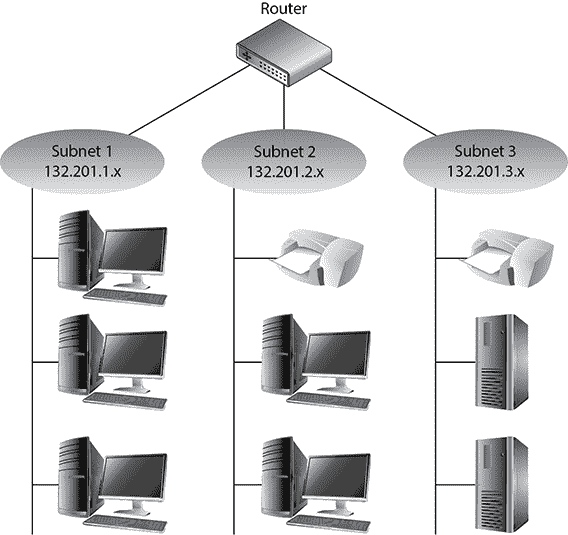 Router
Subnet 1
132.201.1.x
Subnet 2
132.201.2.x
Subnet 3
132.201.3.x